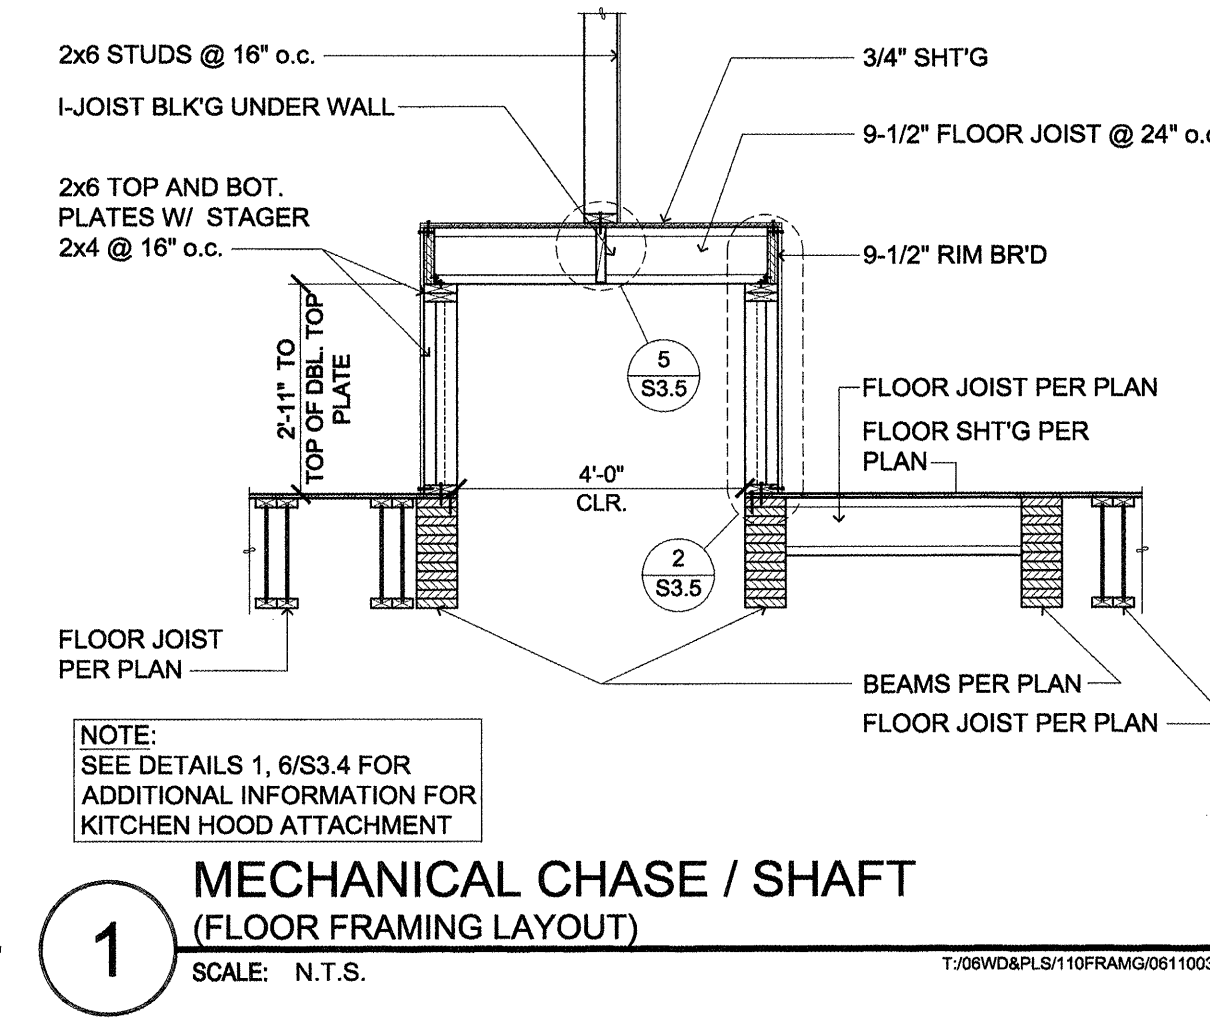 2x6 STUDS @ 16" o.c.
I-JOIST BLK'G UNDER WALL
2x6 TOP AND BOT.
PLATES W/ STAGER
2x4 @ 16" o.c.
3/4" SHT'G
9-1/2" FLOOR JOIST @ 24" o.c
9-1/2" RIM BR'D
2'-11" TO
TOP OF DBL. TOP
PLATE
5
S3.5
FLOOR JOIST PER PLAN
FLOOR SHT'G PER
PLAN
4'-0"
CLR.
2
S3.5
FLOOR JOIST
PER PLAN
BEAMS PER PLAN
FLOOR JOIST PER PLAN
NOTE:
SEE DETAILS 1, 6/S3.4 FOR
ADDITIONAL INFORMATION FOR
KITCHEN HOOD ATTACHMENT
1
MECHANICAL CHASE / SHAFT
(FLOOR FRAMING LAYOUT)
SCALE: N.T.S.
T:/06WD&PLS/110FRAMG/0611003